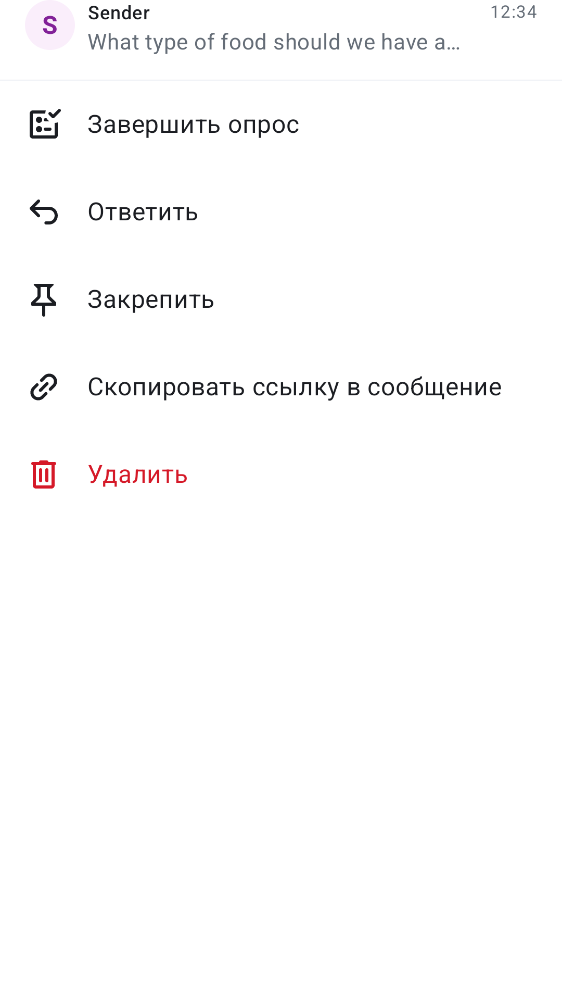 S
Sender
12:34
What type of food should we have a…
Завершить опрос
Ответить
Закрепить
Скопировать ссылку в сообщение
Удалить